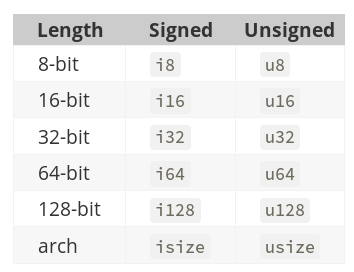 Length Signed Unsigned
8-bit i8 u8
16-bit i16 u16
32-bit i32 u32
64-bit i64 u64
128-bit i128 u128
arch isize usize